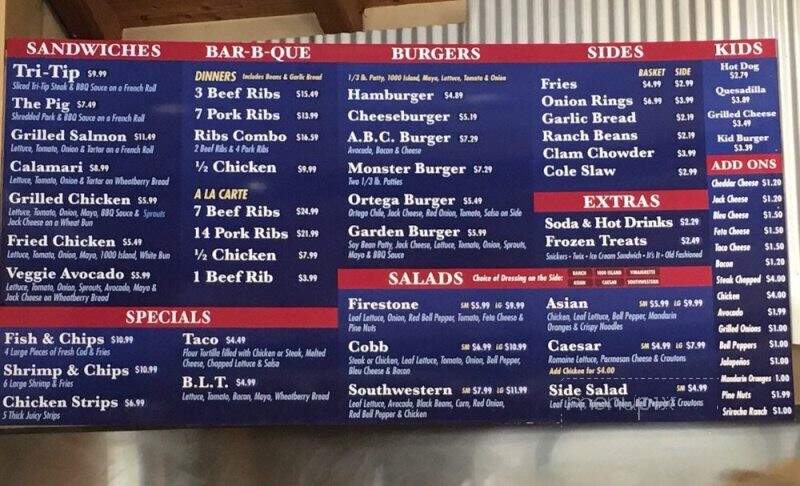 SANDWICHES
Tri-Tip $9.99
Sliced Tri-Tip Steak & BBQ Sauce on a French Roll
The Pig $7.49
Shredded Pork & BBQ Sauce on a French Roll
Grilled Salmon $11.49
Lettuce, Tomato, Onion & Tartar on a French Roll
Calamari $8.99
Lettuce, Tomato, Onion & Tartar on Wheatberry Bread
Grilled Chicken $5.99
Lettuce, Tomato, Onion, Mayo, BBQ Sauce & Sprouts
Jack Cheese on a Wheat Bun
Fried Chicken $5.49
Lettuce, Tomato, Onion, Mayo, 1000 Island, White Bun
Veggie Avocado $5.99
Lettuce, Tomato, Onion, Sprouts, Avocado, Mayo &
Jack Cheese on Wheatberry Bread
BAR-B-QUE
DINNERS Includes Beans & Garlic Bread
3 Beef Ribs $15.49
7 Pork Ribs $13.99
Ribs Combo $16.59
2 Beef Ribs & 4 Pork Ribs
½ Chicken $9.99
A LA CARTE
7 Beef Ribs $24.99
14 Pork Ribs $21.99
½ Chicken $7.99
1 Beef Rib $3.99
SPECIALS
Fish & Chips $10.99
4 Large Pieces of Fresh Cod & Fries
Shrimp & Chips $10.99
6 Large Shrimp & Fries
Chicken Strips $6.99
5 Thick Juicy Strips
Taco $4.49
Flour Tortilla filled with Chicken or Steak, Melted
Cheese, Chopped Lettuce & Salsa
B.L.T. $4.99
Lettuce, Tomato, Bacon, Mayo, Wheatberry Bread
BURGERS
1/3 lb. Patty, 1000 Island, Mayo, Lettuce, Tomato & Onion
Hamburger $4.89
Cheeseburger $5.19
A.B.C. Burger $7.29
Avocado, Bacon & Cheese
Monster Burger $7.29
Two 1/3 lb. Patties
Ortega Burger $5.49
Ortega Chile, Jack Cheese, Red Onion, Tomato, Salsa on Side
Garden Burger $5.99
Soy Bean Patty, Jack Cheese, Lettuce, Tomato, Onion, Sprouts,
Mayo & BBQ Sauce
SIDES
BASKET SIDE
Fries $4.99 $2.99
Onion Rings $6.99 $3.99
Garlic Bread $2.19
Ranch Beans $2.19
Clam Chowder $3.99
Cole Slaw $2.99
EXTRAS
Soda & Hot Drinks $2.29
Frozen Treats $2.49
Snickers • Twix • Ice Cream Sandwich • It's It • Old Fashioned
SALADS Choice of Dressing on the Side:
RANCH 1000 ISLAND VINAIGRETTE
ASIAN CAESAR SOUTHWESTERN
Firestone SM $5.99 LG $9.99
Leaf Lettuce, Onion, Red Bell Pepper, Tomato, Feta Cheese &
Pine Nuts
Cobb SM $6.99 LG $10.99
Steak or Chicken, Leaf Lettuce, Tomato, Onion, Bell Pepper,
Bleu Cheese & Bacon
Southwestern SM $7.99 LG $11.99
Leaf Lettuce, Avocado, Black Beans, Corn, Red Onion,
Red Bell Pepper & Chicken
Asian SM $5.99 LG $9.99
Chicken, Leaf Lettuce, Bell Pepper, Mandarin
Oranges & Crispy Noodles
Caesar SM $4.99 LG $7.99
Romaine Lettuce, Parmesan Cheese & Croutons
Add Chicken for $4.00
Side Salad SM $4.99
Leaf Lettuce, Tomato, Onion, Bell Pepper & Croutons
KIDS
Hot Dog
$2.79
Quesadilla
$3.89
Grilled Cheese
$3.49
Kid Burger
$3.39
ADD ONS
Cheddar Cheese $1.20
Jack Cheese $1.20
Bleu Cheese $1.50
Feta Cheese $1.50
Taco Cheese $1.50
Bacon $1.20
Steak Chopped $4.00
Chicken $4.00
Avocado $1.99
Grilled Onions $1.00
Bell Peppers $1.00
Jalapeños $1.00
Mandarin Oranges 1.00
Pine Nuts $1.99
Sriracha Ranch $1.00
menupix